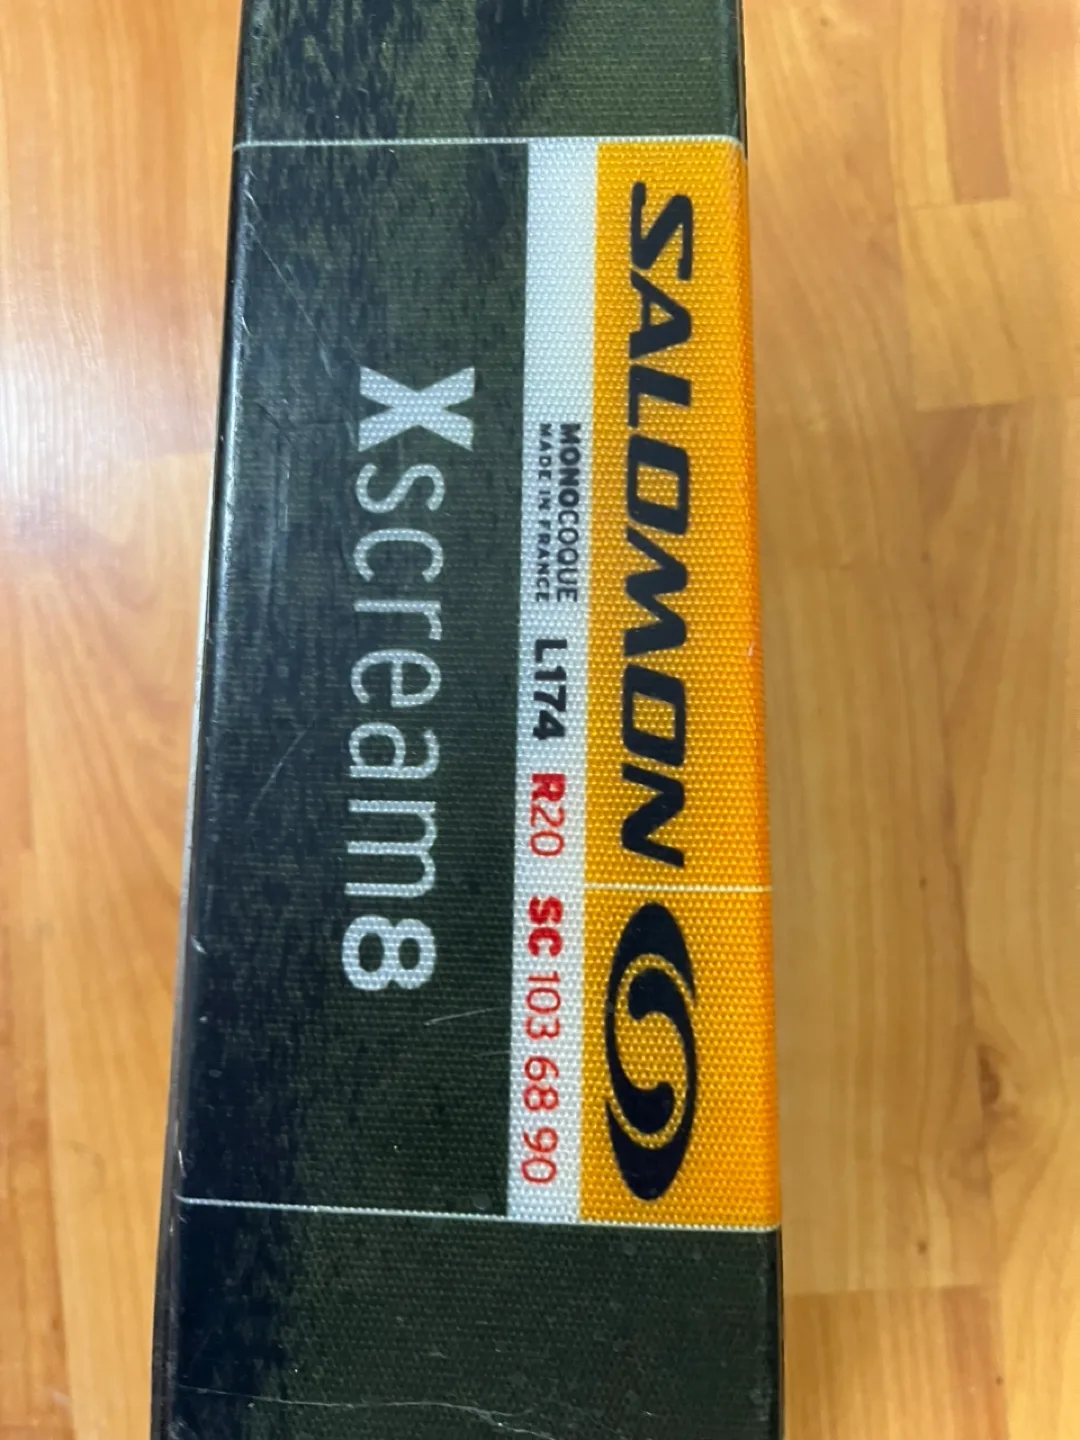 SALOMON
MONOCOQUE
MADE IN FRANCE
L174 R20 SC 103 68 90
Xscream8